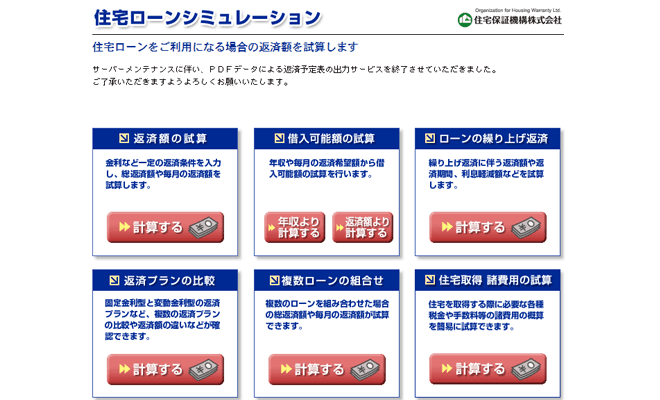 住宅ローンシミュレーション
Organization for Housing Warranty Ltd.
住宅保証機構株式会社
住宅ローンをご利用になる場合の返済額を試算します
サーバーメンテナンスに伴い、PDFデータによる返済予定表の出力サービスを終了させていただきました。
ご了承いただきますようよろしくお願いいたします。
返済額の試算
金利など一定の返済条件を入力
し、総返済額や毎月の返済額を
試算します。
計算する
借入可能額の試算
年収や毎月の返済希望額から借
入可能額の試算を行います。
年収より
計算する
返済額より
計算する
ローンの繰り上げ返済
繰り上げ返済に伴う返済額や返
済期間、利息軽減額などを試算
します。
計算する
返済プランの比較
固定金利型と変動金利型の返済
プランなど、複数の返済プラン
の比較や返済額の違いなどが確
認できます。
計算する
複数ローンの組合せ
複数のローンを組み合わせた場合
の総返済額や毎月の返済額が試算
できます。
計算する
住宅取得 諸費用の試算
住宅を取得する際に必要な各種
税金や手数料等の諸費用の概算
を簡易に試算できます。
計算する